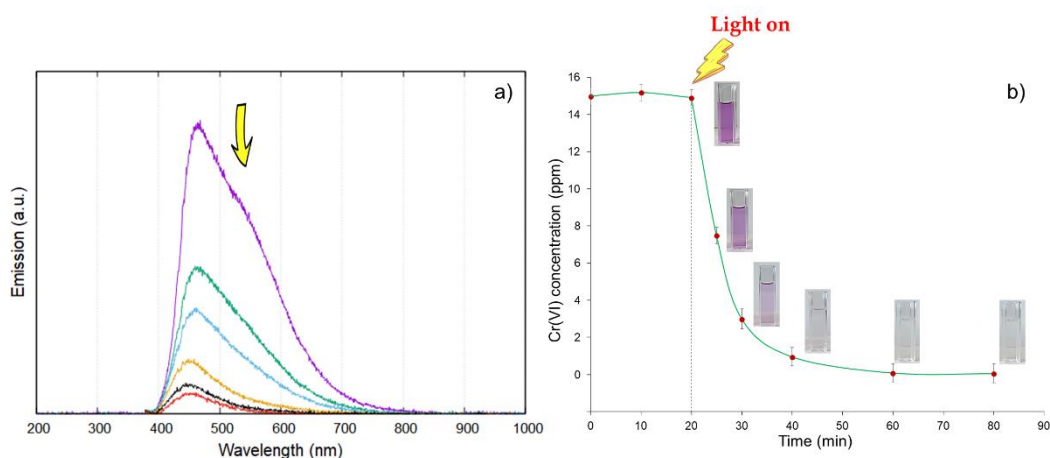 Light on
a)
Emission (a.u.)
200 300 400 500 600 700 800 900 1000
Wavelength (nm)
b)
Cr(VI) concentration (ppm)
16
14
12
10
8
6
4
2
0
0 10 20 30 40 50 60 70 80 90
Time (min)